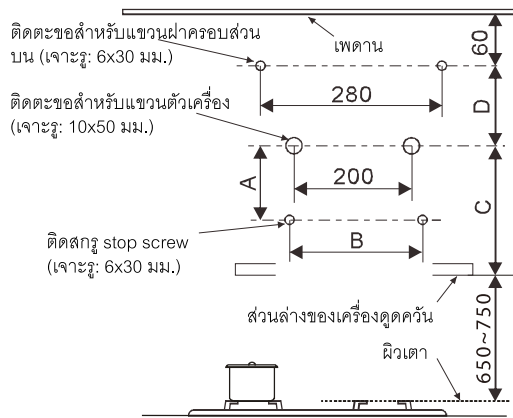 ติดตะขอสำหรับแขวนฝาครอบส่วน
บน (เจาะรู: 6x30 มม.)
เพดาน
60
280
D
ติดตะขอสำหรับแขวนตัวเครื่อง
(เจาะรู: 10x50 มม.)
A
200
C
B
ติดสกรู stop screw
(เจาะรู: 6x30 มม.)
ส่วนล่างของเครื่องดูดควัน
650~750
ผิวเตา